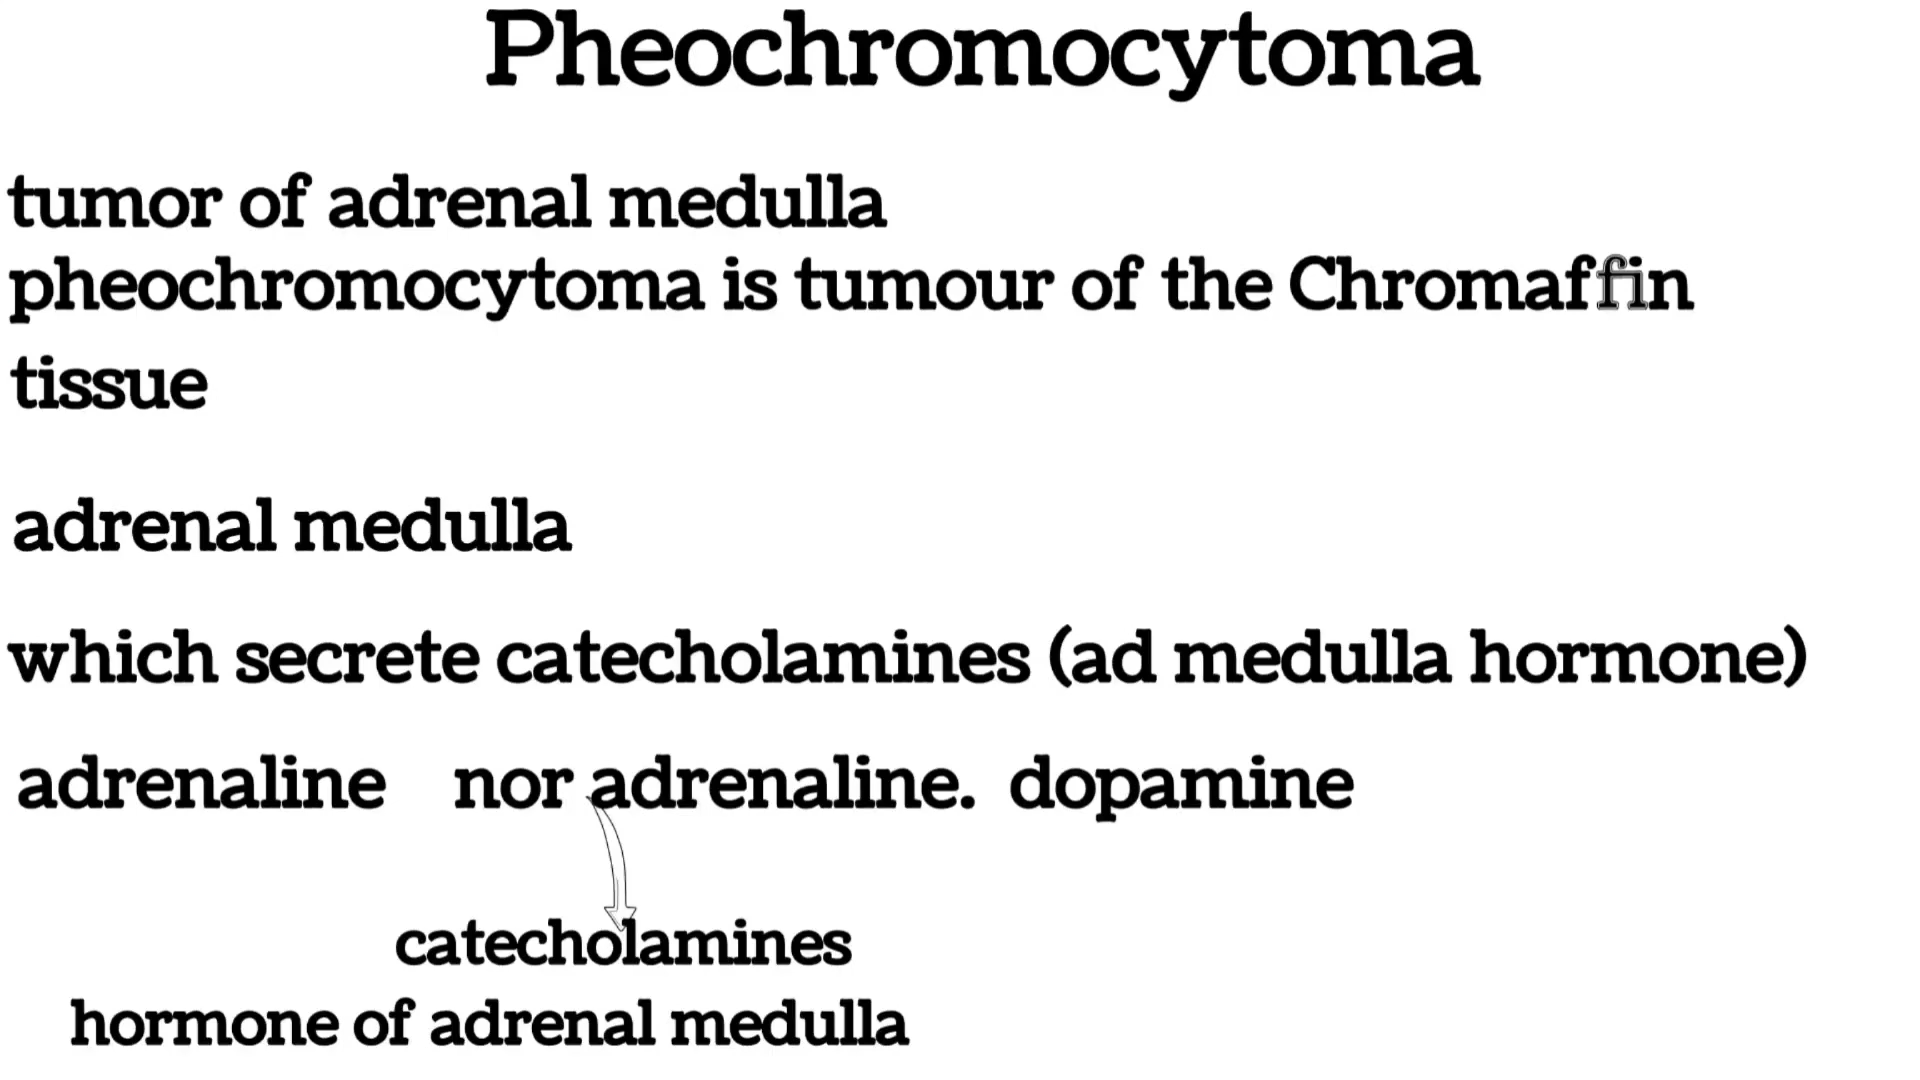 Pheochromocytoma
tumor of adrenal medulla
pheochromocytoma is tumour of the Chromaffin
tissue
adrenal medulla
which secrete catecholamines (ad medulla hormone)
adrenaline nor adrenaline. dopamine
catecholamines
hormone of adrenal medulla